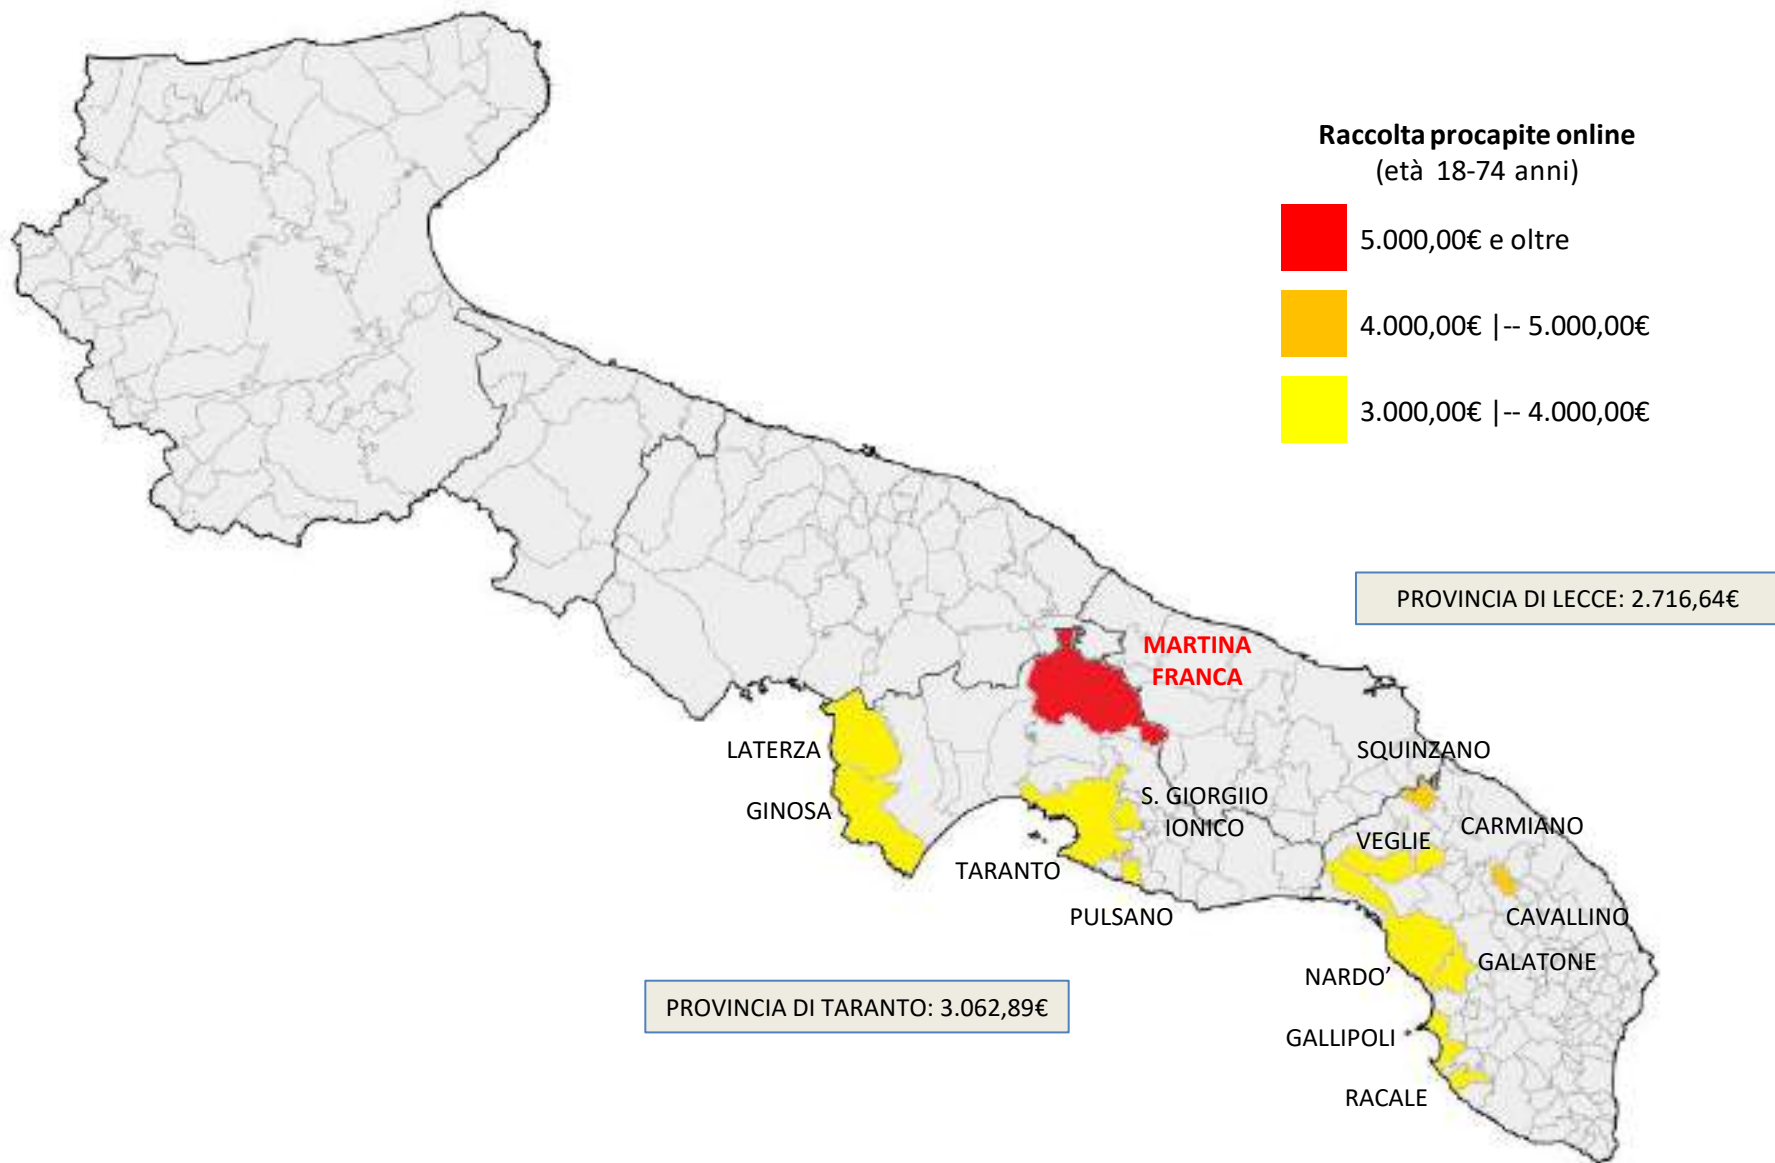 Raccolta procapite online
(età 18-74 anni)
5.000,00€ e oltre
4.000,00€ |-- 5.000,00€
3.000,00€ |-- 4.000,00€
PROVINCIA DI LECCE: 2.716,64€
MARTINA
FRANCA
LATERZA
SQUINZANO
GINOSA
S. GIORGIIO
IONICO
CARMIANO
VEGLIE
TARANTO
PULSANO
CAVALLINO
GALATONE
NARDO’
PROVINCIA DI TARANTO: 3.062,89€
GALLIPOLI
RACALE